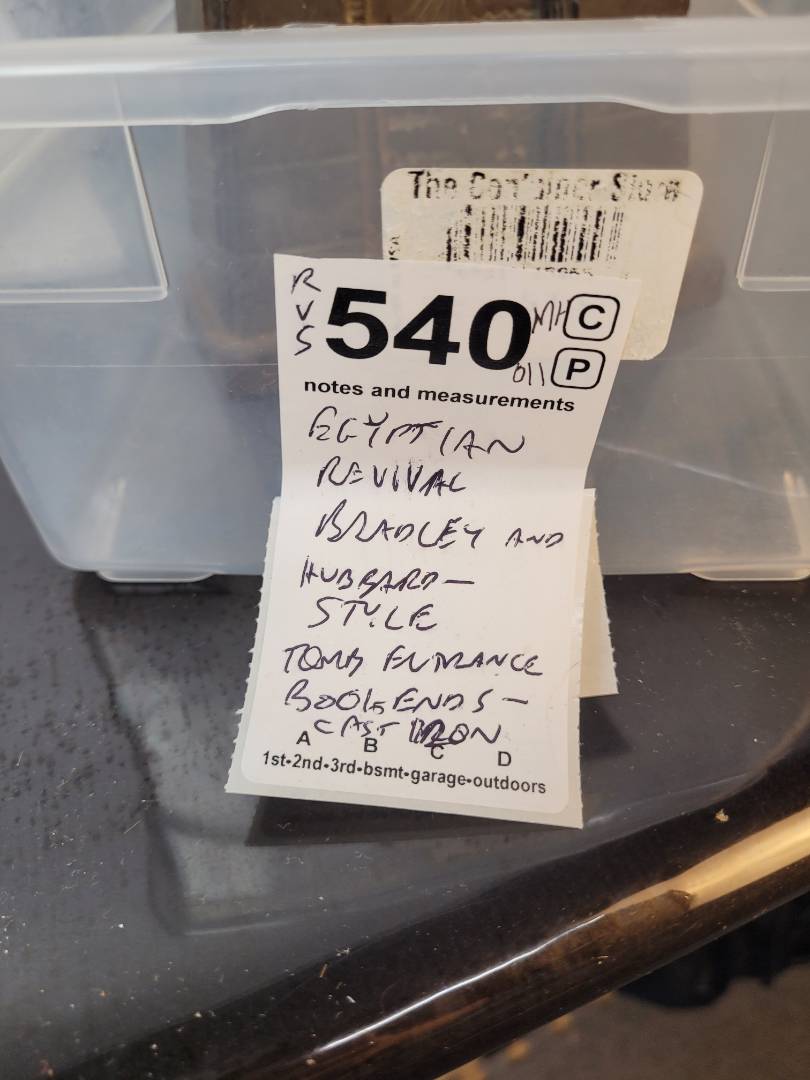 The Container Store
RVS
540
MH
C
011
P
notes and measurements
EGYPTIAN
REVIVAL
BRADLEY AND
HUBBARD—
STYLE
TOMB ENTRANCE
BOOKENDS—
CAST IRON
A B C D
1st•2nd•3rd•bsmt•garage•outdoors